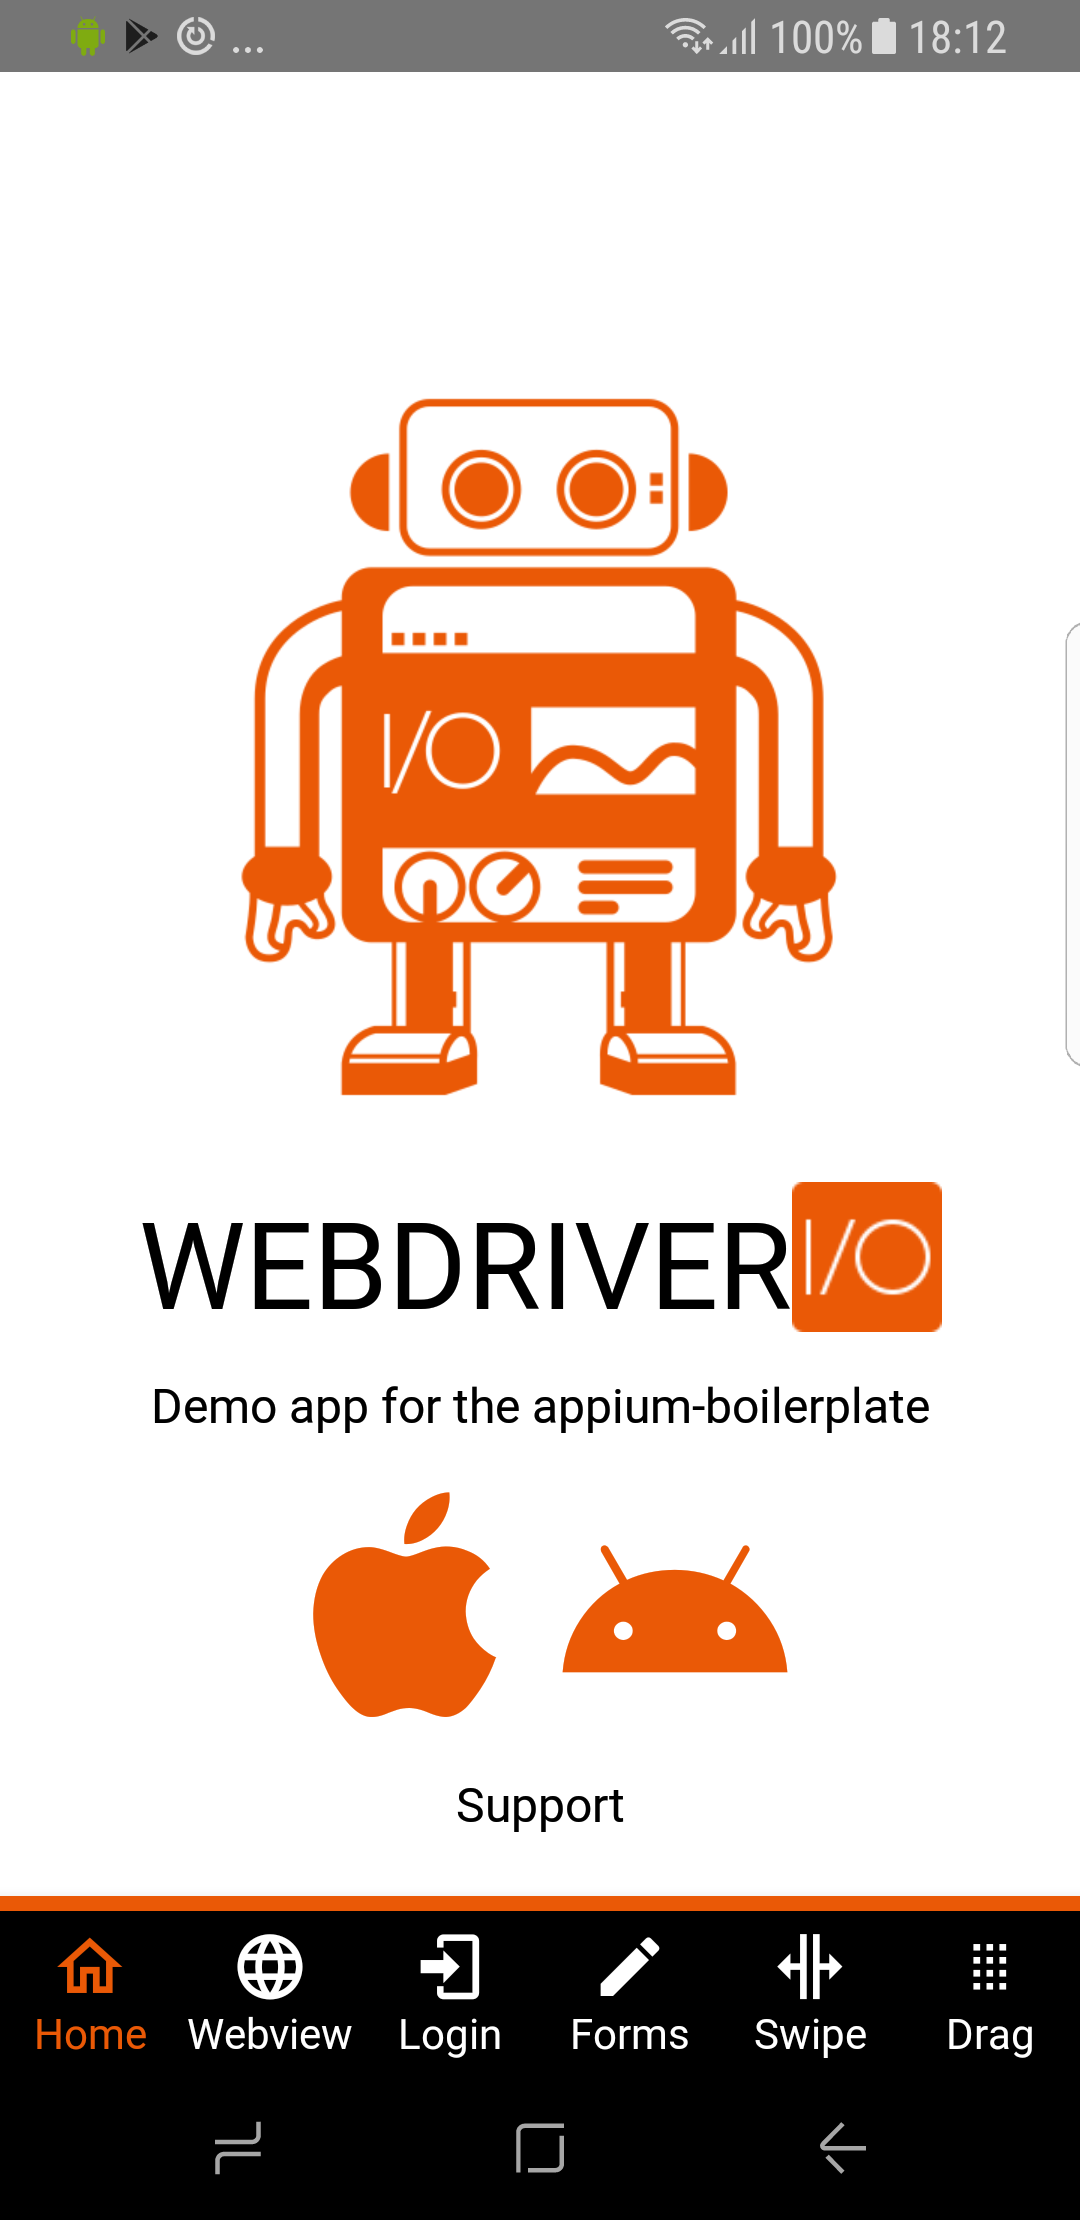 ... 100% 18:12
I/O
WEBDRIVER I/O
Demo app for the appium-boilerplate
Support
Home Webview Login Forms Swipe Drag